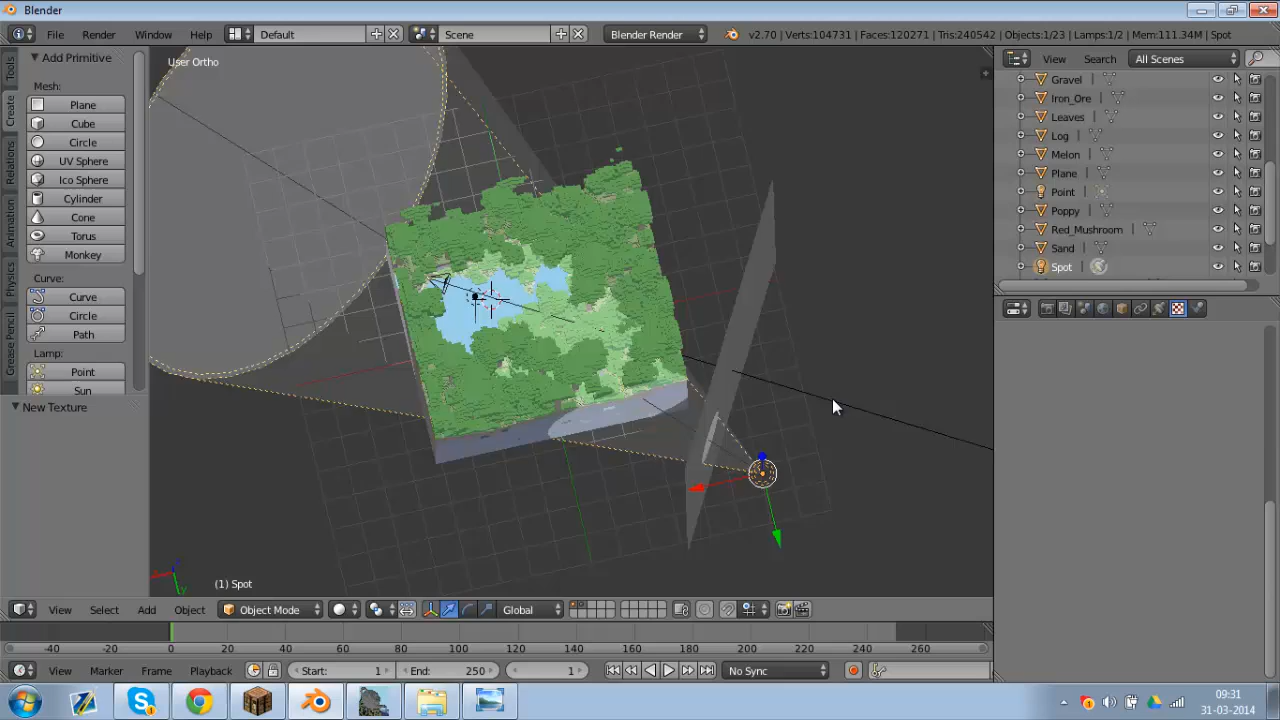 Blender
File Render Window Help Default Scene Blender Render v2.70 | Verts:104731 | Faces:120271 | Tris:240542 | Objects:1/23 | Lamps:1/2 | Mem:111.34M | Spot
Tools
Create
Relations
Animation
Physics
Grease Pencil
Add Primitive
Mesh:
Plane
Cube
Circle
UV Sphere
Ico Sphere
Cylinder
Cone
Torus
Monkey
Curve:
Curve
Circle
Path
Lamp:
Point
Sun
New Texture
User Ortho
(1) Spot
View Search All Scenes
Gravel
Iron_Ore
Leaves
Log
Melon
Plane
Point
Poppy
Red_Mushroom
Sand
Spot
View Select Add Object Object Mode Global
-40 -20 0 20 40 60 80 100 120 140 160 180 200 220 240 260
View Marker Frame Playback Start: 1 End: 250 1 No Sync
09:31
31-03-2014